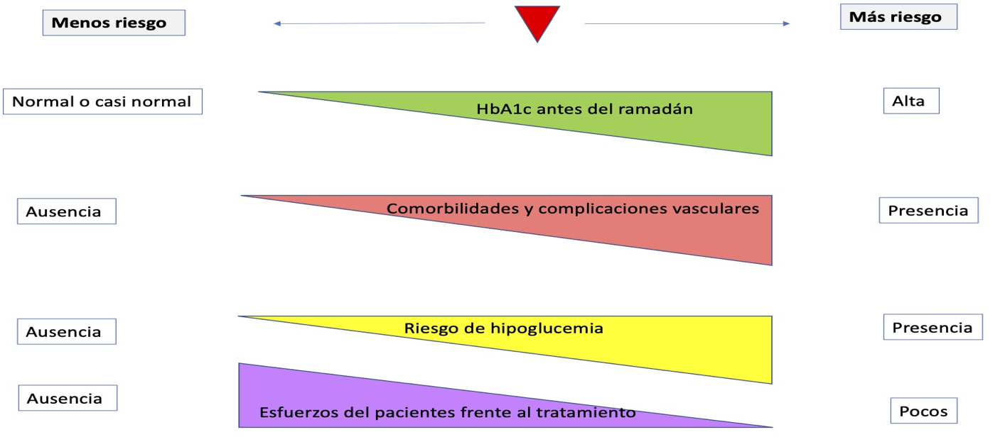 Menos riesgo
Más riesgo
Normal o casi normal
HbA1c antes del ramadán
Alta
Ausencia
Comorbilidades y complicaciones vasculares
Presencia
Ausencia
Riesgo de hipoglucemia
Presencia
Ausencia
Esfuerzos del pacientes frente al tratamiento
Pocos